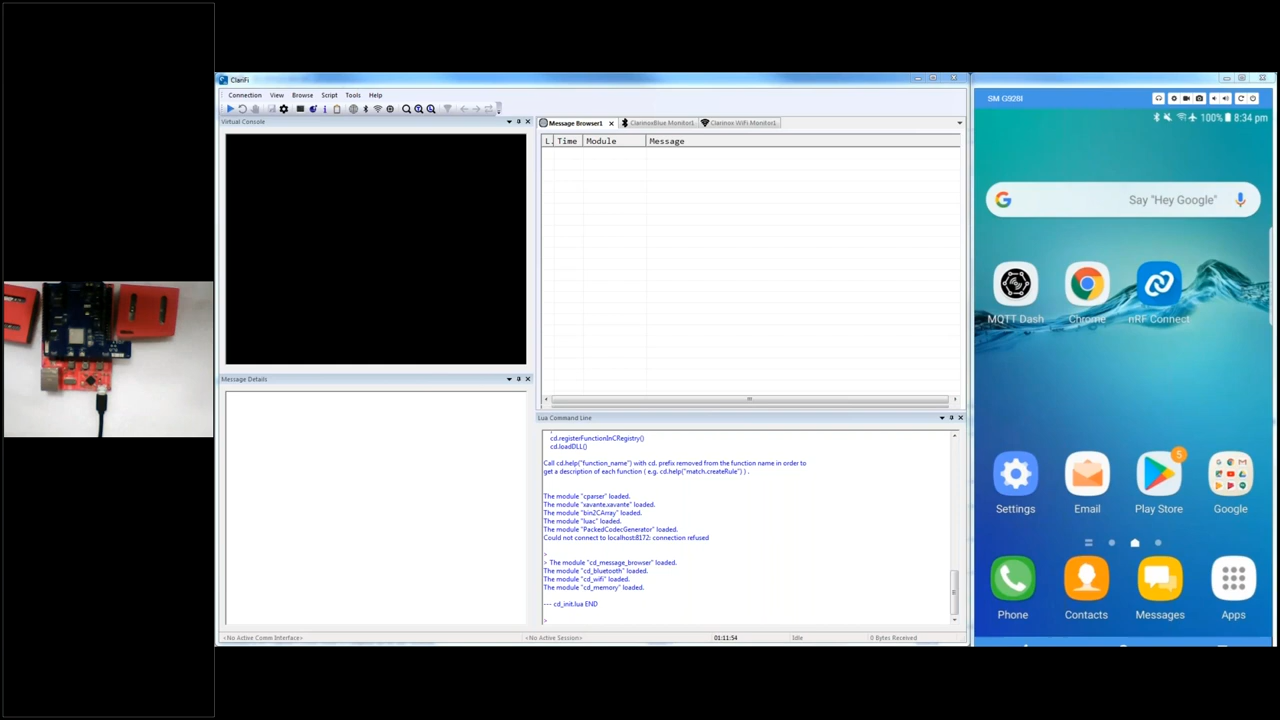 ClariFi
Connection View Browse Script Tools Help
Virtual Console
Message Browser1 ClarinoxBlue Monitor1 Clarinox WiFi Monitor1
L. Time Module Message
Message Details
Lua Command Line
cd.registerFunctionInCRegistry()
cd.loadDLL()
Call cd.help("function_name") with cd. prefix removed from the function name in order to
get a description of each function ( e.g. cd.help("match.createRule") ) .
The module "cparser" loaded.
The module "xavante.xavante" loaded.
The module "bin2CArray" loaded.
The module "luac" loaded.
The module "PackedCodecGenerator" loaded.
Could not connect to localhost:8172: connection refused
>
> The module "cd_message_browser" loaded.
The module "cd_bluetooth" loaded.
The module "cd_wifi" loaded.
The module "cd_memory" loaded.
--- cd_init.lua END
>
<No Active Comm Interface> <No Active Session> 01:11:54 Idle 0 Bytes Received
SM G928I
100% 8:34 pm
Say "Hey Google"
MQTT Dash Chrome nRF Connect
5
Settings Email Play Store Google
Phone Contacts Messages Apps